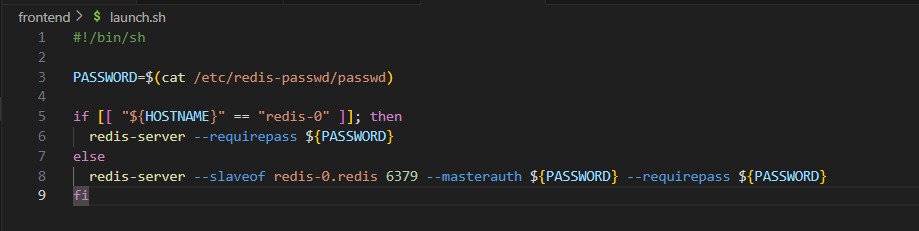 frontend > $ launch.sh
1 #!/bin/sh
2
3 PASSWORD=$(cat /etc/redis-passwd/passwd)
4
5 if [[ "${HOSTNAME}" == "redis-0" ]]; then
6   redis-server --requirepass ${PASSWORD}
7 else
8   redis-server --slaveof redis-0.redis 6379 --masterauth ${PASSWORD} --requirepass ${PASSWORD}
9 fi